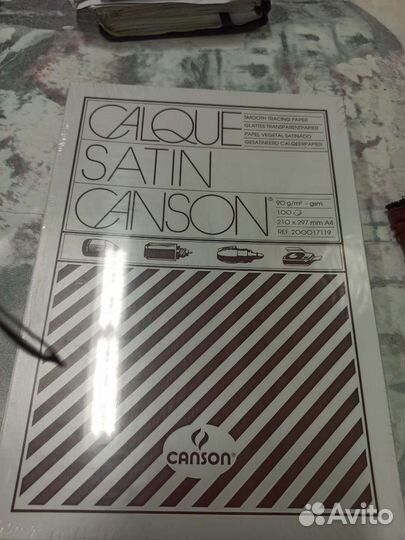 CALQUE
SATIN
CANSON®
SMOOTH TRACING PAPER
GLATTES TRANSPARENTPAPIER
PAPEL VEGETAL SATINADO
GESATINEERD CALQEERPAPIER
90 g/m² - gsm
100
210 x 297 mm A4
REF. 200017119
CANSON®
Avito